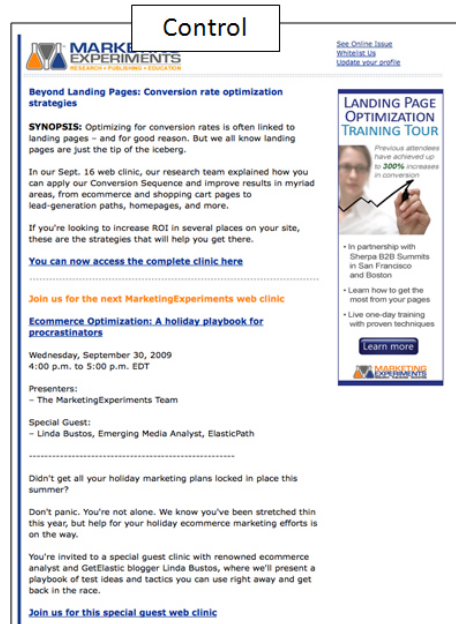 Control
MARKETING
EXPERIMENTS
RESEARCH • PUBLISHING • EDUCATION
See Online Issue
Whitelist Us
Update your profile
Beyond Landing Pages: Conversion rate optimization
strategies
SYNOPSIS: Optimizing for conversion rates is often linked to
landing pages – and for good reason. But we all know landing
pages are just the tip of the iceberg.
In our Sept. 16 web clinic, our research team explained how you
can apply our Conversion Sequence and improve results in myriad
areas, from ecommerce and shopping cart pages to
lead-generation paths, homepages, and more.
If you're looking to increase ROI in several places on your site,
these are the strategies that will help you get there.
You can now access the complete clinic here
Join us for the next MarketingExperiments web clinic
Ecommerce Optimization: A holiday playbook for
procrastinators
Wednesday, September 30, 2009
4:00 p.m. to 5:00 p.m. EDT
Presenters:
– The MarketingExperiments Team
Special Guest:
– Linda Bustos, Emerging Media Analyst, ElasticPath
Didn't get all your holiday marketing plans locked in place this
summer?
Don't panic. You're not alone. We know you've been stretched thin
this year, but help for your holiday ecommerce marketing efforts is
on the way.
You're invited to a special guest clinic with renowned ecommerce
analyst and GetElastic blogger Linda Bustos, where we'll present a
playbook of test ideas and tactics you can use right away and get
back in the race.
Join us for this special guest web clinic
LANDING PAGE
OPTIMIZATION
TRAINING TOUR
Previous attendees
have achieved up
to 300% increases
in conversion
• In partnership with
Sherpa B2B Summits
in San Francisco
and Boston
• Learn how to get the
most from your pages
• Live one-day training
with proven techniques
Learn more
MARKETING
EXPERIMENTS